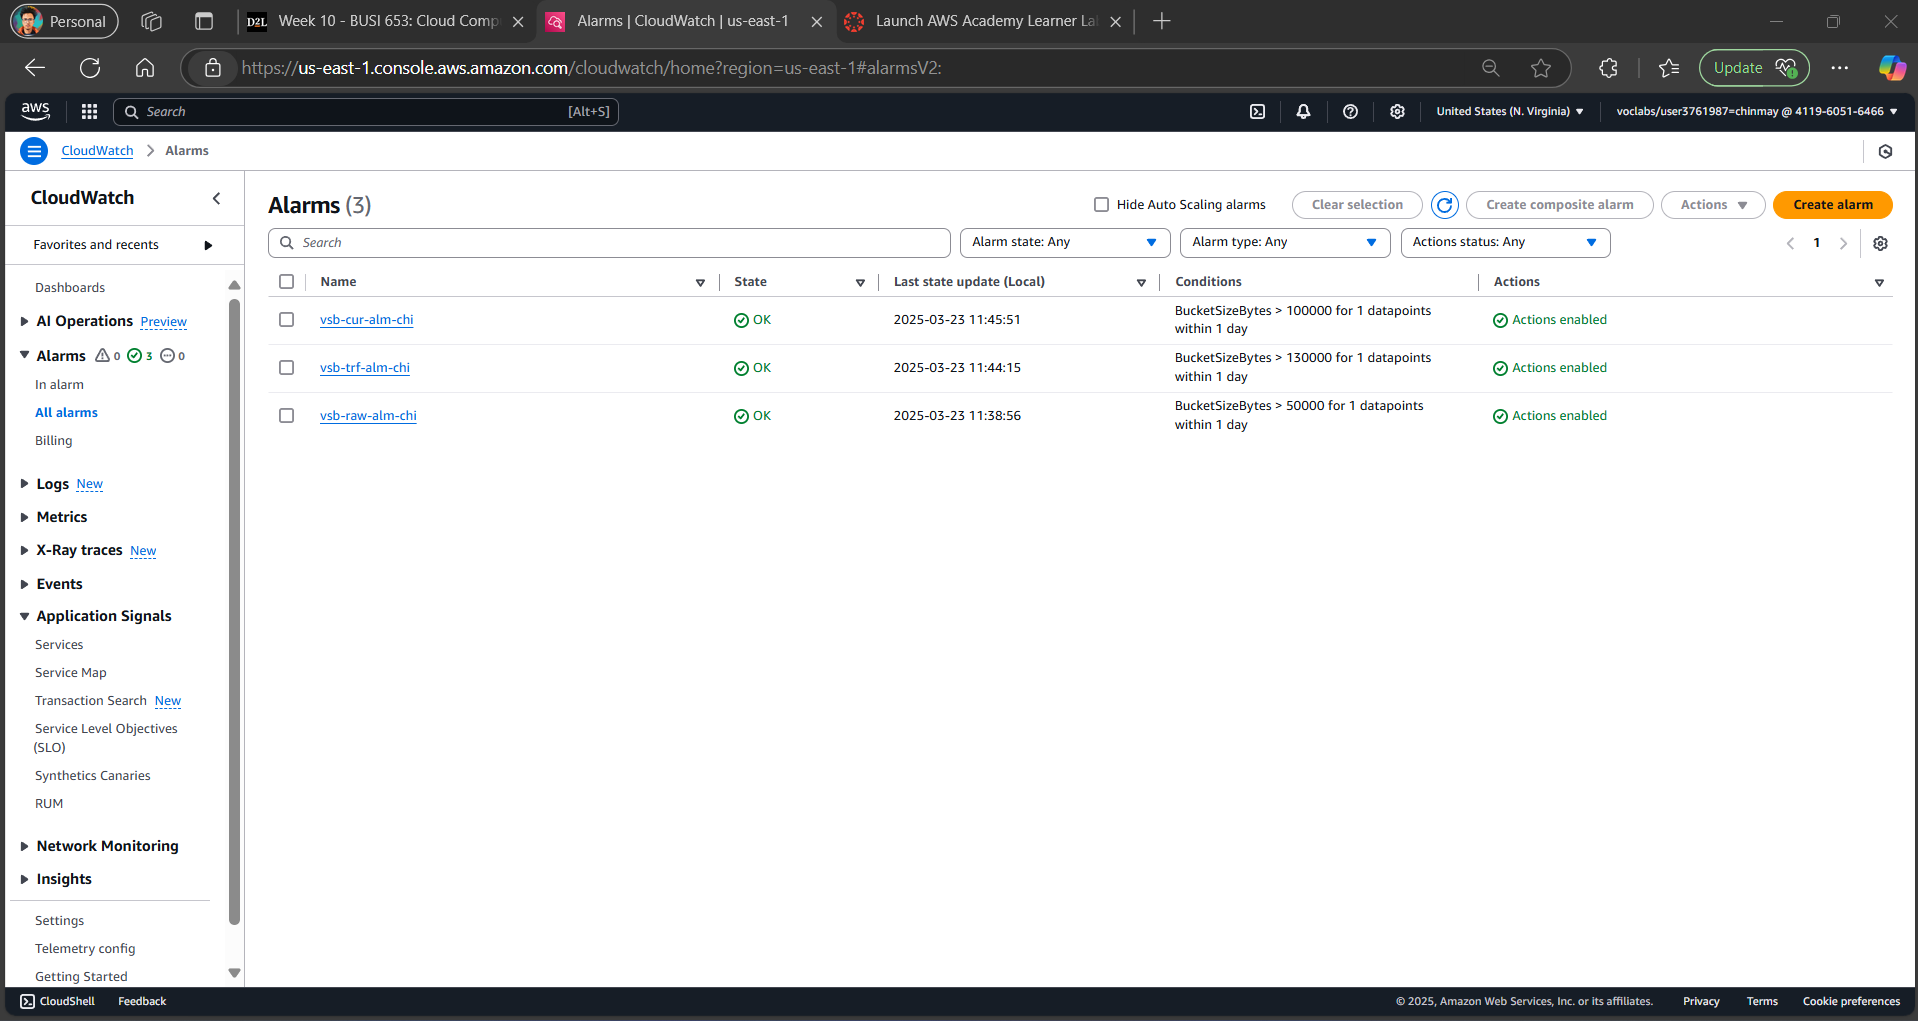 Personal
D2L Week 10 - BUSI 653: Cloud Comp
Alarms | CloudWatch | us-east-1
Launch AWS Academy Learner La
https://us-east-1.console.aws.amazon.com/cloudwatch/home?region=us-east-1#alarmsV2:
Update
aws
Search [Alt+S]
United States (N. Virginia)
voclabs/user3761987=chinmay @ 4119-6051-6466
CloudWatch
Alarms
CloudWatch
Favorites and recents
Dashboards
AI Operations Preview
Alarms 0 3 0
In alarm
All alarms
Billing
Logs New
Metrics
X-Ray traces New
Events
Application Signals
Services
Service Map
Transaction Search New
Service Level Objectives
(SLO)
Synthetics Canaries
RUM
Network Monitoring
Insights
Settings
Telemetry config
Getting Started
Alarms (3)
Hide Auto Scaling alarms
Clear selection
Create composite alarm
Actions
Create alarm
Search
Alarm state: Any
Alarm type: Any
Actions status: Any
1
Name State Last state update (Local) Conditions Actions
vsb-cur-alm-chi OK 2025-03-23 11:45:51 BucketSizeBytes > 100000 for 1 datapoints
within 1 day
Actions enabled
vsb-trf-alm-chi OK 2025-03-23 11:44:15 BucketSizeBytes > 130000 for 1 datapoints
within 1 day
Actions enabled
vsb-raw-alm-chi OK 2025-03-23 11:38:56 BucketSizeBytes > 50000 for 1 datapoints
within 1 day
Actions enabled
CloudShell Feedback
© 2025, Amazon Web Services, Inc. or its affiliates. Privacy Terms Cookie preferences